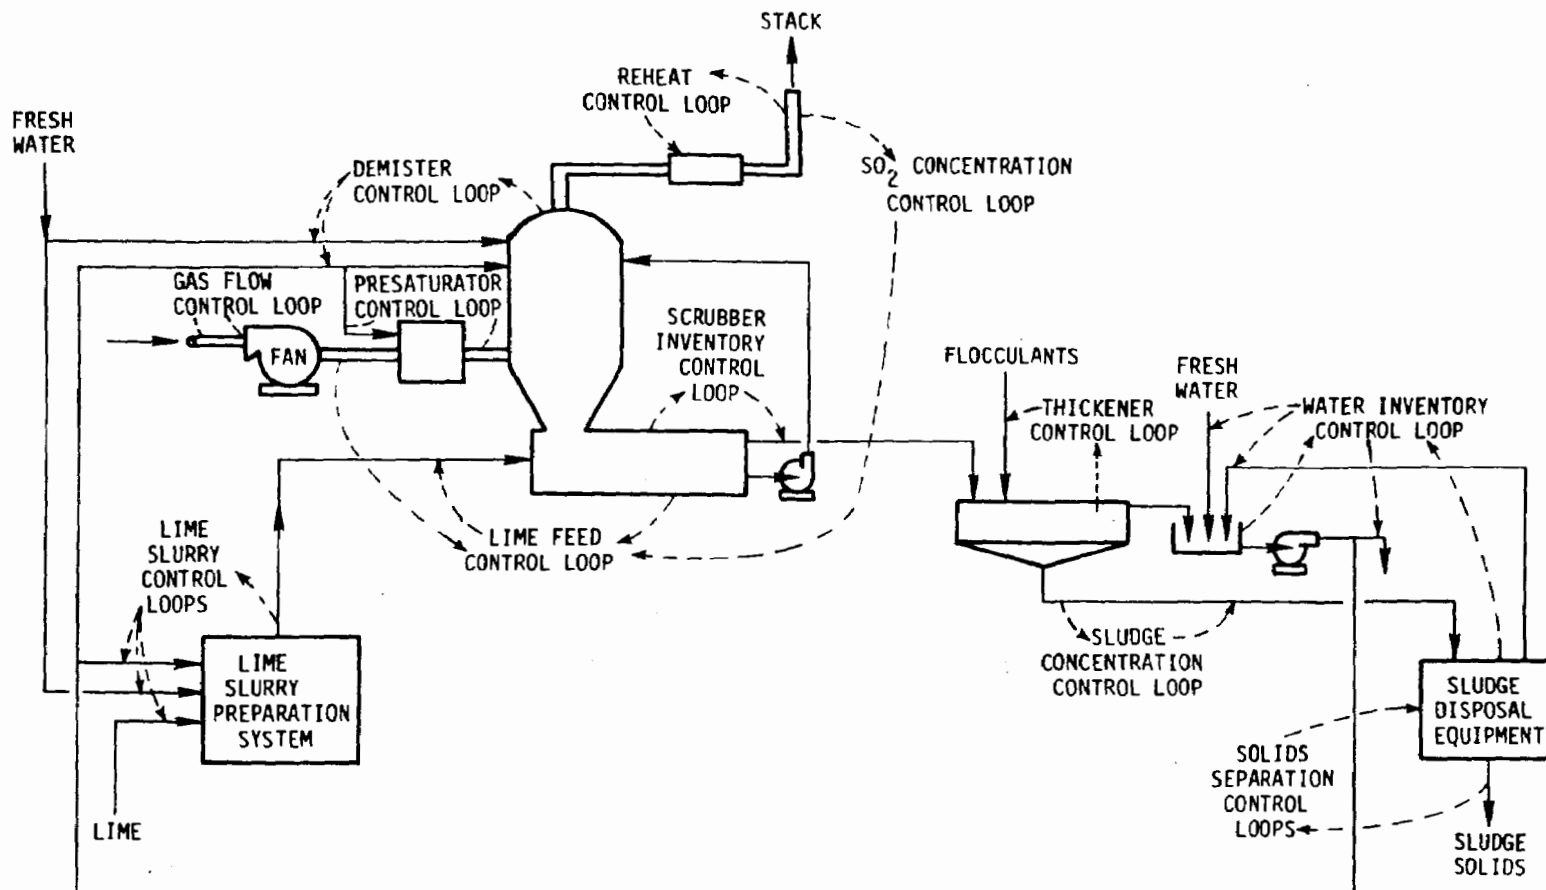 STACK
REHEAT
CONTROL LOOP
FRESH
WATER
DEMISTER
CONTROL LOOP
SO2 CONCENTRATION
CONTROL LOOP
GAS FLOW
CONTROL LOOP
PRESATURATOR
CONTROL LOOP
FAN
SCRUBBER
INVENTORY
CONTROL
LOOP
FLOCCULANTS
FRESH
WATER
THICKENER
CONTROL LOOP
WATER INVENTORY
CONTROL LOOP
LIME
SLURRY
CONTROL
LOOPS
LIME FEED
CONTROL LOOP
SLUDGE
CONCENTRATION
CONTROL LOOP
LIME
SLURRY
PREPARATION
SYSTEM
SLUDGE
DISPOSAL
EQUIPMENT
SOLIDS
SEPARATION
CONTROL
LOOPS
LIME
SLUDGE
SOLIDS